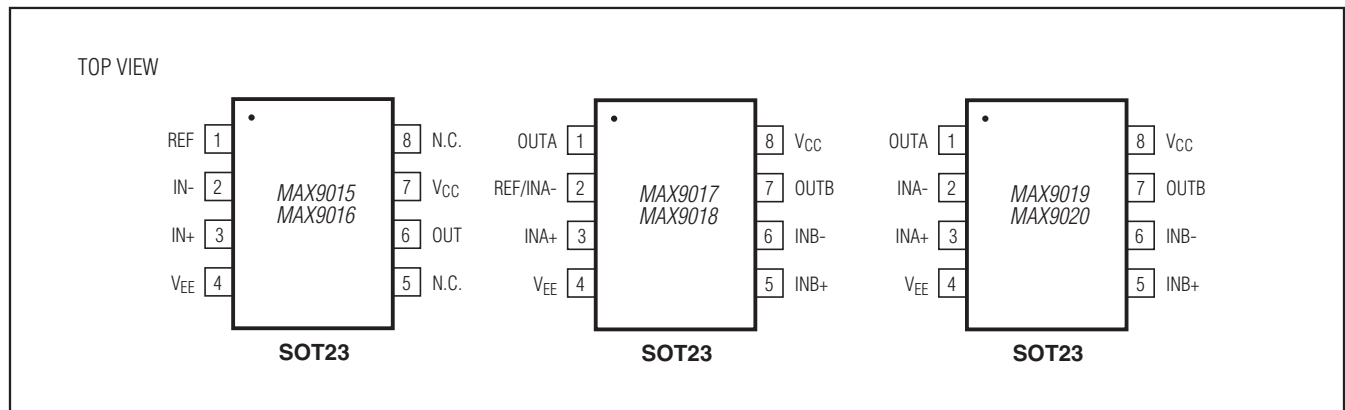 TOP VIEW
REF 1 8 N.C.
IN- 2 7 VCC
IN+ 3 6 OUT
VEE 4 5 N.C.
MAX9015
MAX9016
SOT23
OUTA 1 8 VCC
REF/INA- 2 7 OUTB
INA+ 3 6 INB-
VEE 4 5 INB+
MAX9017
MAX9018
SOT23
OUTA 1 8 VCC
INA- 2 7 OUTB
INA+ 3 6 INB-
VEE 4 5 INB+
MAX9019
MAX9020
SOT23